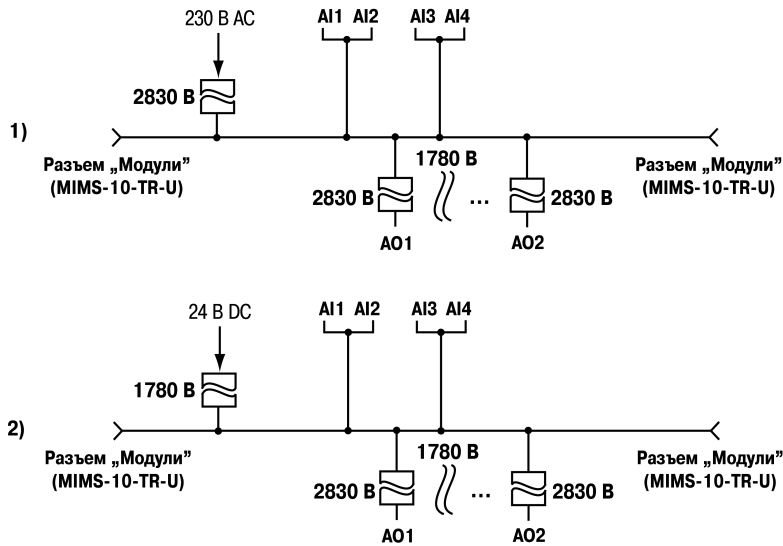 230 В AC
AI1 AI2
AI3 AI4
2830 В
1)
Разъем „Модули”
(MIMS-10-TR-U)
1780 В
Разъем „Модули”
(MIMS-10-TR-U)
2830 В
...
2830 В
AO1
AO2
24 В DC
AI1 AI2
AI3 AI4
1780 В
2)
Разъем „Модули”
(MIMS-10-TR-U)
1780 В
Разъем „Модули”
(MIMS-10-TR-U)
2830 В
...
2830 В
AO1
AO2